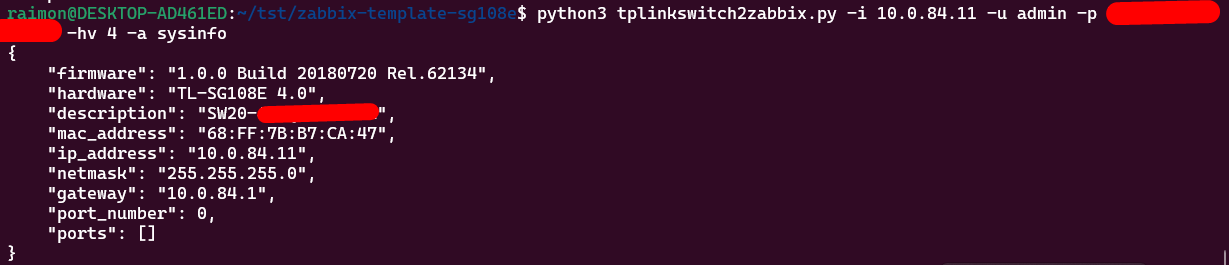 raimon@DESKTOP-AD461ED:~/tst/zabbix-template-sg108e$ python3 tplinkswitch2zabbix.py -i 10.0.84.11 -u admin -p
-hv 4 -a sysinfo
{
    "firmware": "1.0.0 Build 20180720 Rel.62134",
    "hardware": "TL-SG108E 4.0",
    "description": "SW20-",
    "mac_address": "68:FF:7B:B7:CA:47",
    "ip_address": "10.0.84.11",
    "netmask": "255.255.255.0",
    "gateway": "10.0.84.1",
    "port_number": 0,
    "ports": []
}